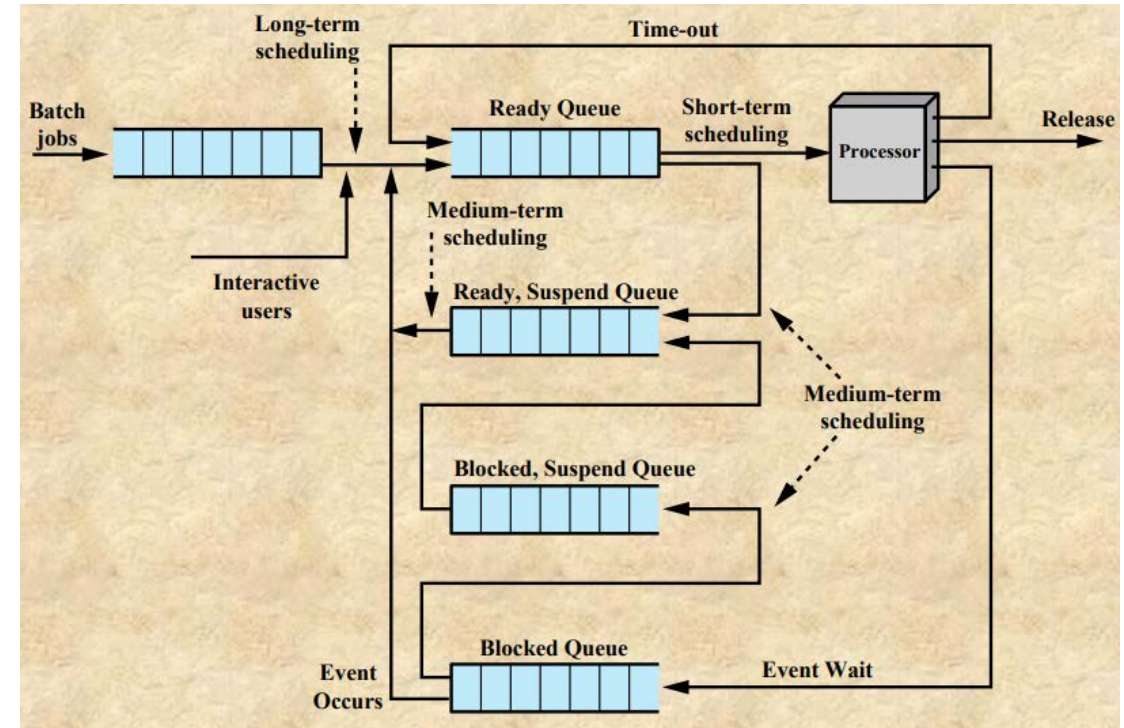 Long-term
scheduling
Time-out
Batch
jobs
Ready Queue
Short-term
scheduling
Processor
Release
Medium-term
scheduling
Interactive
users
Ready, Suspend Queue
Medium-term
scheduling
Blocked, Suspend Queue
Blocked Queue
Event
Occurs
Event Wait